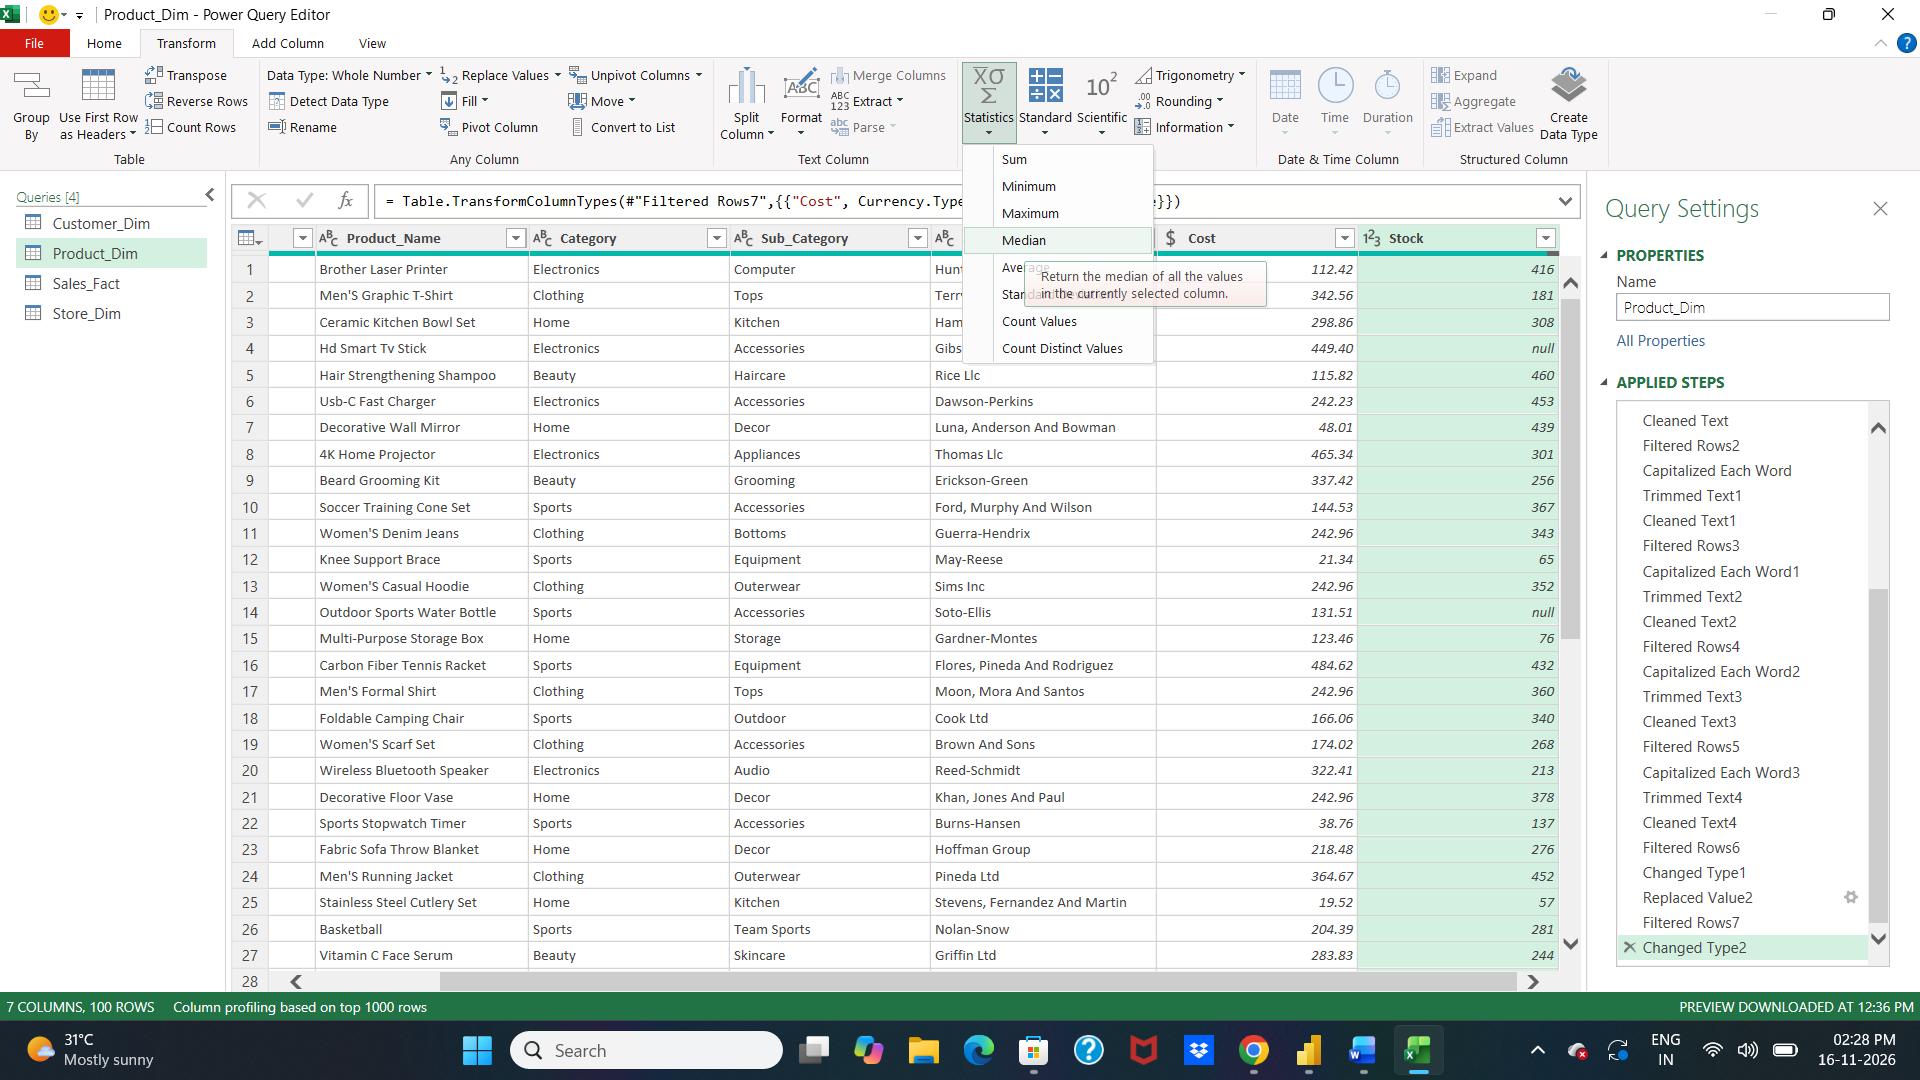 Product_Dim - Power Query Editor
File
Home
Transform
Add Column
View
Group By
Use First Row as Headers
Transpose
Reverse Rows
Count Rows
Table
Data Type: Whole Number
Detect Data Type
Rename
Replace Values
Fill
Pivot Column
Unpivot Columns
Move
Convert to List
Any Column
Split Column
Format
Merge Columns
Extract
Parse
Text Column
Statistics
Standard
Scientific
Trigonometry
Rounding
Information
Date
Time
Duration
Date & Time Column
Expand
Aggregate
Extract Values
Create Data Type
Structured Column
Sum
Minimum
Maximum
Median
Count Values
Count Distinct Values
Return the median of all the values
in the currently selected column.
Queries [4]
Customer_Dim
Product_Dim
Sales_Fact
Store_Dim
= Table.TransformColumnTypes(#"Filtered Rows7",{{"Cost", Currency.Type
e}})
Product_Name Category Sub_Category Cost Stock
1 Brother Laser Printer Electronics Computer Hunt 112.42 416
2 Men'S Graphic T-Shirt Clothing Tops Terr 342.56 181
3 Ceramic Kitchen Bowl Set Home Kitchen Ham 298.86 308
4 Hd Smart Tv Stick Electronics Accessories Gibs 449.40 null
5 Hair Strengthening Shampoo Beauty Haircare Rice Llc 115.82 460
6 Usb-C Fast Charger Electronics Accessories Dawson-Perkins 242.23 453
7 Decorative Wall Mirror Home Decor Luna, Anderson And Bowman 48.01 439
8 4K Home Projector Electronics Appliances Thomas Llc 465.34 301
9 Beard Grooming Kit Beauty Grooming Erickson-Green 337.42 256
10 Soccer Training Cone Set Sports Accessories Ford, Murphy And Wilson 144.53 367
11 Women'S Denim Jeans Clothing Bottoms Guerra-Hendrix 242.96 343
12 Knee Support Brace Sports Equipment May-Reese 21.34 65
13 Women'S Casual Hoodie Clothing Outerwear Sims Inc 242.96 352
14 Outdoor Sports Water Bottle Sports Accessories Soto-Ellis 131.51 null
15 Multi-Purpose Storage Box Home Storage Gardner-Montes 123.46 76
16 Carbon Fiber Tennis Racket Sports Equipment Flores, Pineda And Rodriguez 484.62 432
17 Men'S Formal Shirt Clothing Tops Moon, Mora And Santos 242.96 360
18 Foldable Camping Chair Sports Outdoor Cook Ltd 166.06 340
19 Women'S Scarf Set Clothing Accessories Brown And Sons 174.02 268
20 Wireless Bluetooth Speaker Electronics Audio Reed-Schmidt 322.41 213
21 Decorative Floor Vase Home Decor Khan, Jones And Paul 242.96 378
22 Sports Stopwatch Timer Sports Accessories Burns-Hansen 38.76 137
23 Fabric Sofa Throw Blanket Home Decor Hoffman Group 218.48 276
24 Men'S Running Jacket Clothing Outerwear Pineda Ltd 364.67 452
25 Stainless Steel Cutlery Set Home Kitchen Stevens, Fernandez And Martin 19.52 57
26 Basketball Sports Team Sports Nolan-Snow 204.39 281
27 Vitamin C Face Serum Beauty Skincare Griffin Ltd 283.83 244
28
Query Settings
PROPERTIES
Name
Product_Dim
All Properties
APPLIED STEPS
Cleaned Text
Filtered Rows2
Capitalized Each Word
Trimmed Text1
Cleaned Text1
Filtered Rows3
Capitalized Each Word1
Trimmed Text2
Cleaned Text2
Filtered Rows4
Capitalized Each Word2
Trimmed Text3
Cleaned Text3
Filtered Rows5
Capitalized Each Word3
Trimmed Text4
Cleaned Text4
Filtered Rows6
Changed Type1
Replaced Value2
Filtered Rows7
Changed Type2
7 COLUMNS, 100 ROWS
Column profiling based on top 1000 rows
PREVIEW DOWNLOADED AT 12:36 PM
31°C
Mostly sunny
Search
ENG
IN
02:28 PM
16-11-2026